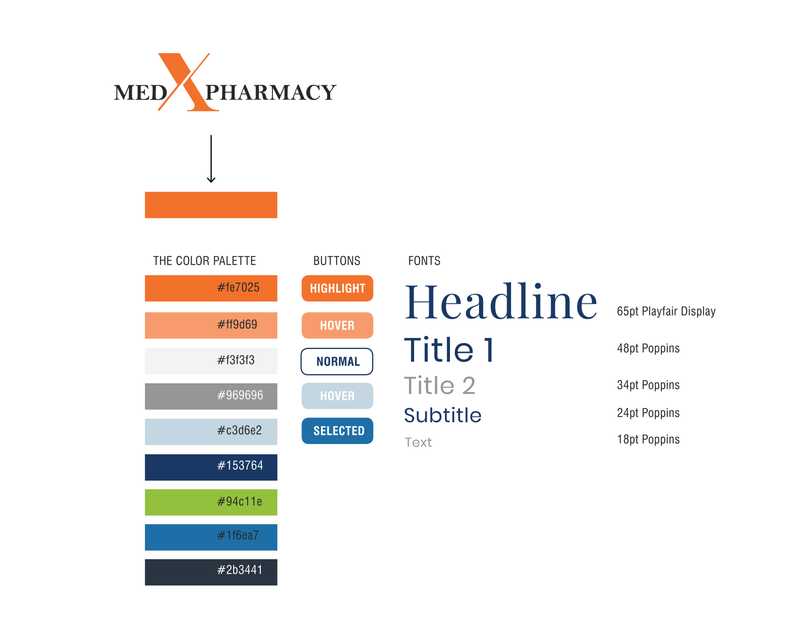 MED X PHARMACY
THE COLOR PALETTE
#fe7025
#ff9d69
#f3f3f3
#969696
#c3d6e2
#153764
#94c11e
#1f6ea7
#2b3441
BUTTONS
HIGHLIGHT
HOVER
NORMAL
HOVER
SELECTED
FONTS
Headline
65pt Playfair Display
Title 1
48pt Poppins
Title 2
34pt Poppins
Subtitle
24pt Poppins
Text
18pt Poppins